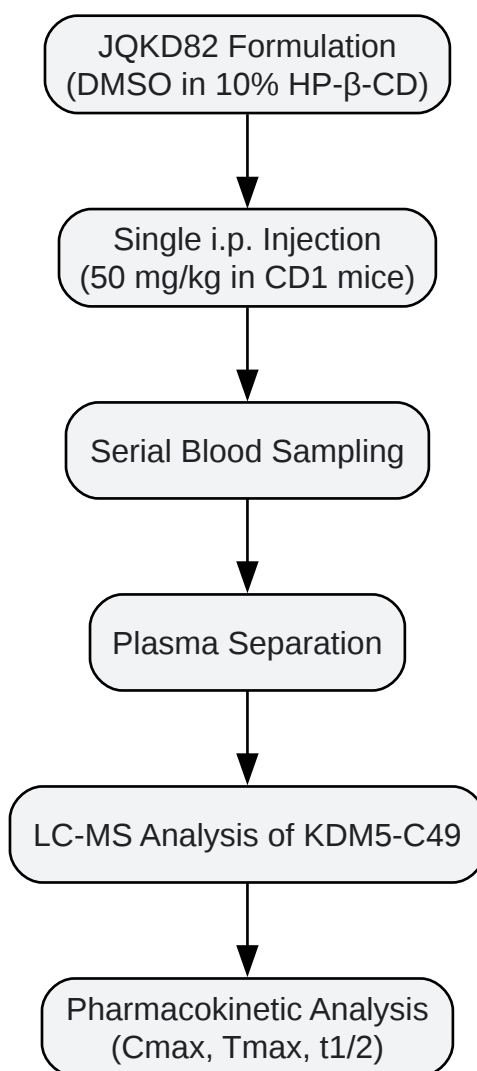 JQKD82 Formulation
(DMSO in 10% HP-β-CD)
Single i.p. Injection
(50 mg/kg in CD1 mice)
Serial Blood Sampling
Plasma Separation
LC-MS Analysis of KDM5-C49
Pharmacokinetic Analysis
(Cmax, Tmax, t1/2)